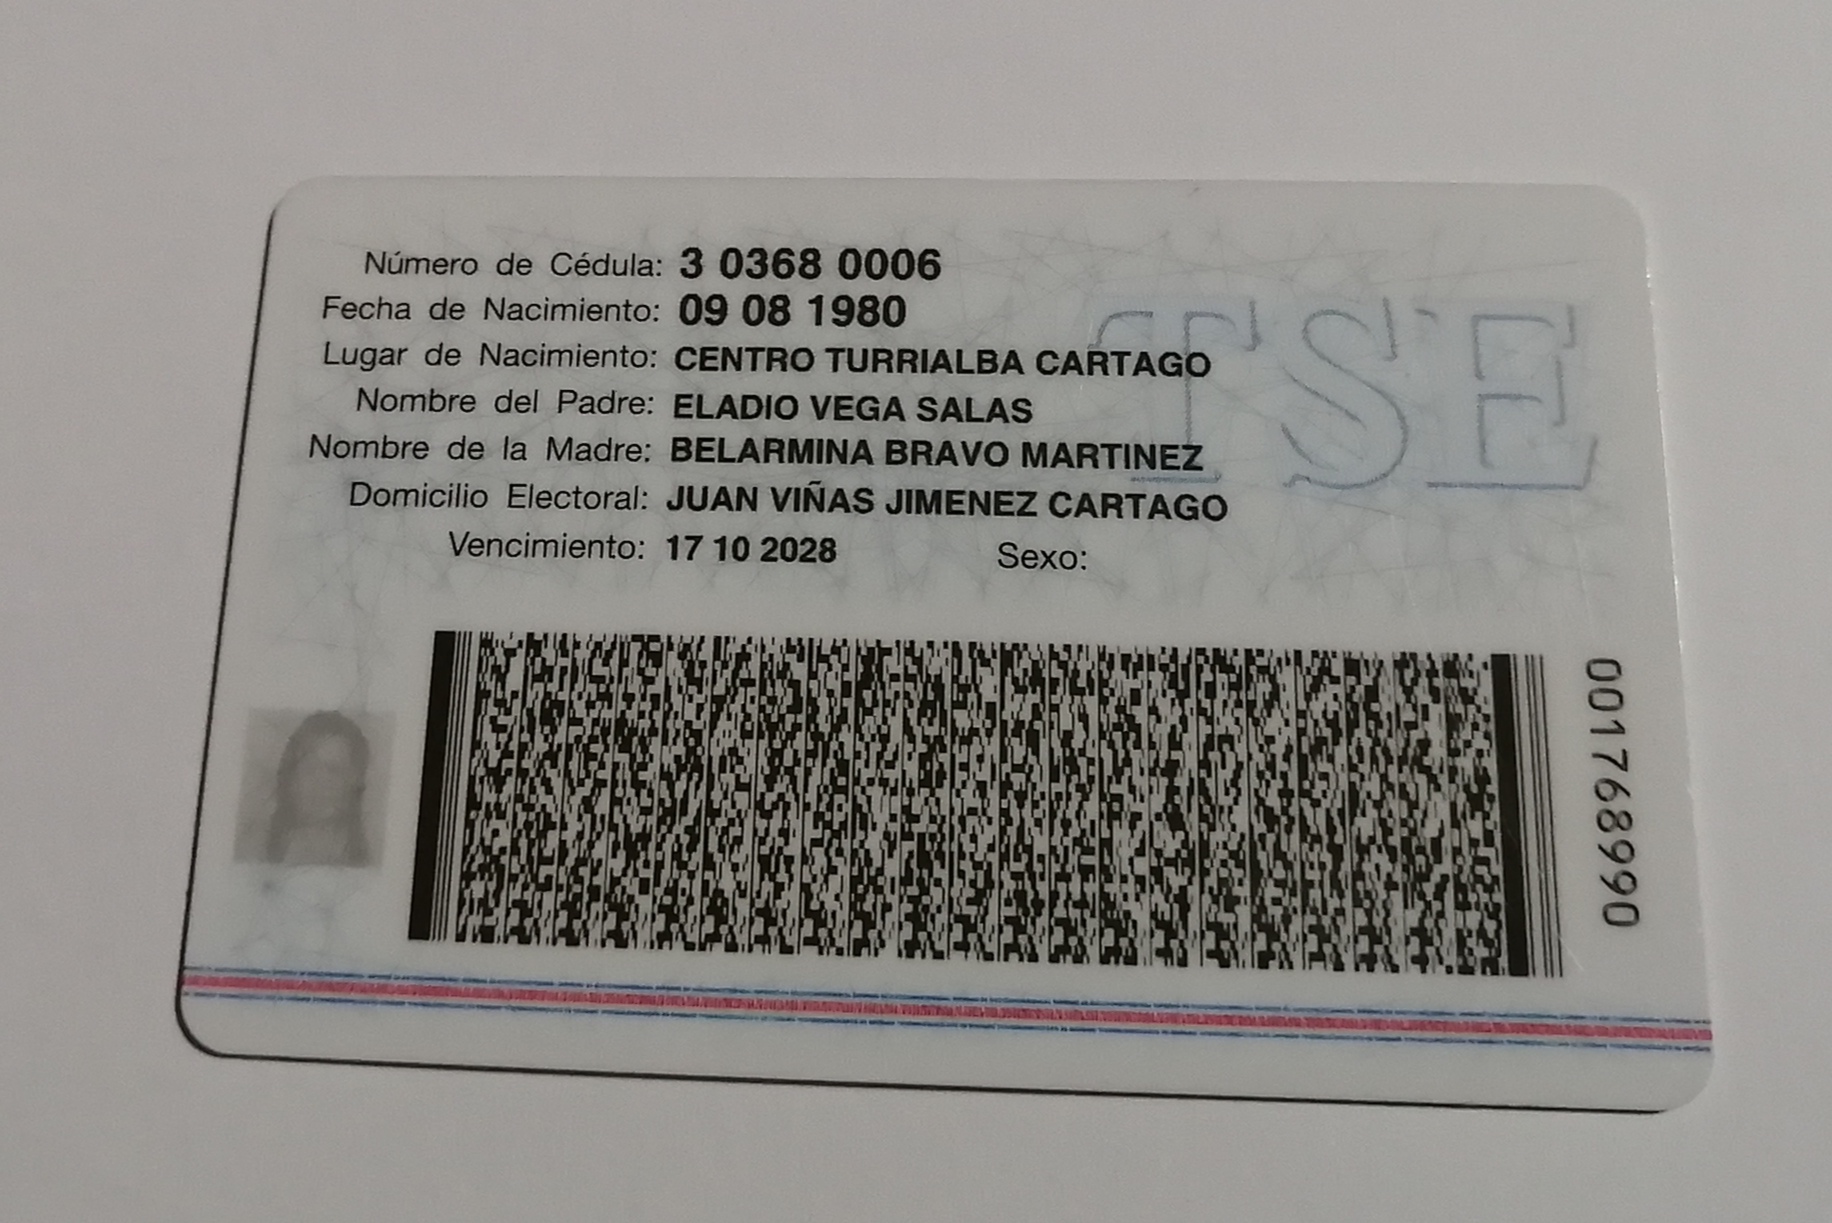 Número de Cédula: 3 0368 0006
Fecha de Nacimiento: 09 08 1980
Lugar de Nacimiento: CENTRO TURRIALBA CARTAGO
Nombre del Padre: ELADIO VEGA SALAS
Nombre de la Madre: BELARMINA BRAVO MARTINEZ
Domicilio Electoral: JUAN VIÑAS JIMENEZ CARTAGO
Vencimiento: 17 10 2028 Sexo:
TSE
001768990